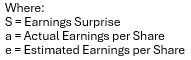 Where:
S = Earnings Surprise
a = Actual Earnings per Share
e = Estimated Earnings per Share